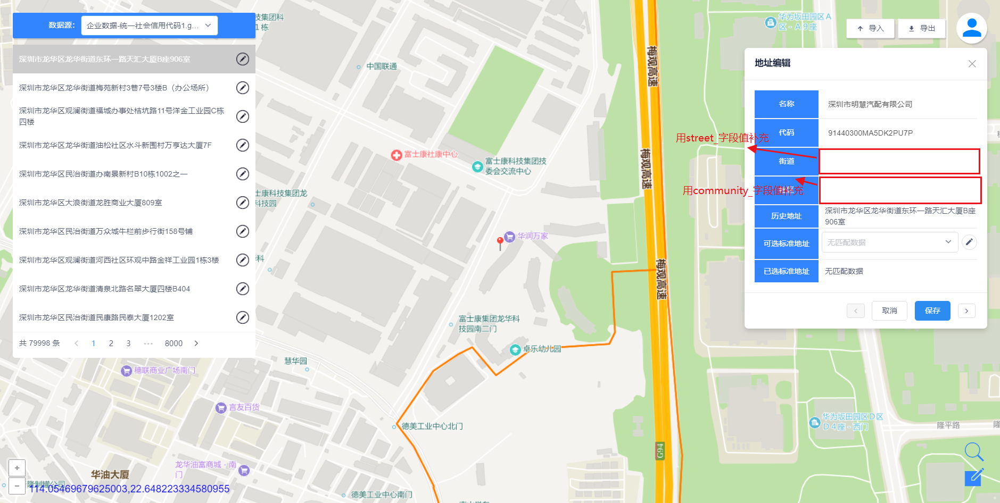 数据源：
企业数据-统一社会信用代码1.g...
深圳市龙华区龙华街道东环一路天汇大厦B座906室
深圳市龙华区龙华街道梅苑新村3巷7号3楼B（办公场所）
深圳市龙华区观澜街道福城办事处桔坑路11号洋金工业园C栋
四楼
深圳市龙华区龙华街道油松社区水斗新围村万亨达大厦7F
深圳市龙华区民治街道办南景新村B10栋1002之一
深圳市龙华区大浪街道龙胜商业大厦809室
深圳市龙华区民治街道万众城牛栏前步行街158号铺
深圳市龙华区观澜街道河西社区环观中路金祥工业园1栋3楼
深圳市龙华区龙华街道清泉北路名翠大厦四楼B404
深圳市龙华区民治街道民康路民泰大厦1202室
共 79998 条
1
2
3
•••
8000
技集团科
1 栋
中国联通
富士康社康中心
富士康科技集团技
委会交流中心
士康科技集团龙
科技园
华润万家
科
富士康集团龙华科
技园南二门
卓乐幼儿园
慧华园
穗联商业广场南门
言友百货
德美工业中心北门
龙华油富商城 - 南
门
华油大厦
隆制罐公司
德美工业中心南门
梅观高速
梅观高速
梅观高速
G94
华为坂田园区A
区 - A 9 座
华为坂田园区D区
D 4 座 - 西门
隆平路
隆
+
−
114.05469679625003,22.648223334580955
导入
导出
地址编辑
名称
深圳市明慧汽配有限公司
代码
91440300MA5DK2PU7P
用street_字段值补充
街道
用community_字段值补充
历史地址
深圳市龙华区龙华街道东环一路天汇大厦B座
906室
可选标准地址
无匹配数据
已选标准地址
无匹配数据
取消
保存